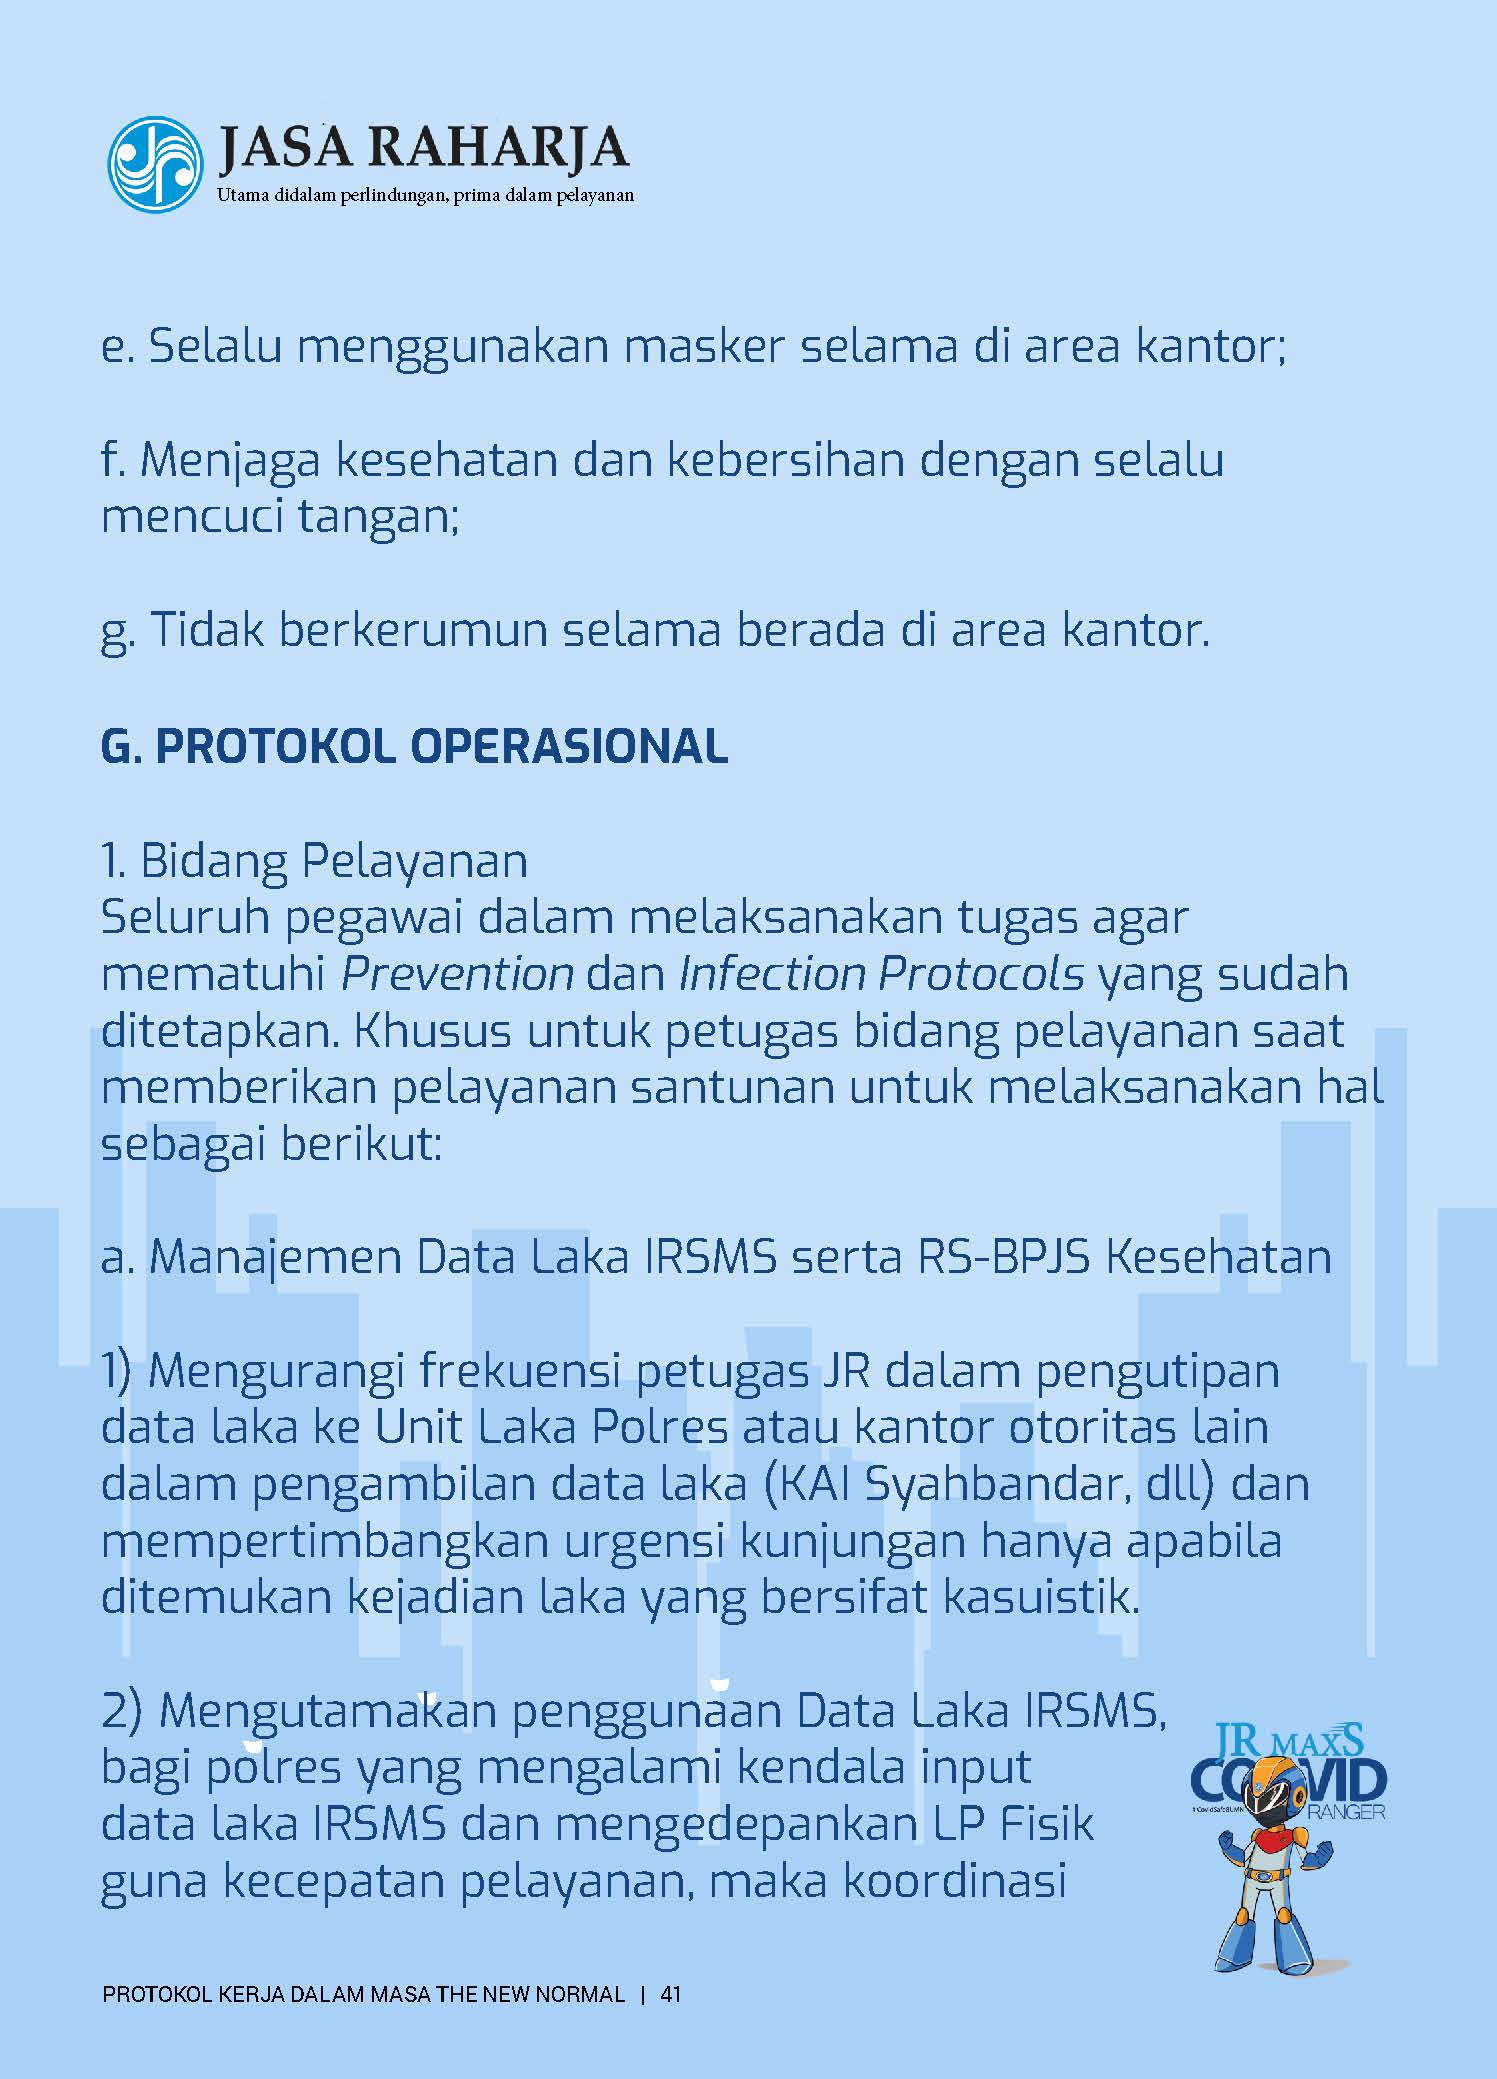 JASA RAHARJA
Utama didalam perlindungan, prima dalam pelayanan
e. Selalu menggunakan masker selama di area kantor;
f. Menjaga kesehatan dan kebersihan dengan selalu
mencuci tangan;
g. Tidak berkerumun selama berada di area kantor.
G. PROTOKOL OPERASIONAL
1. Bidang Pelayanan
Seluruh pegawai dalam melaksanakan tugas agar
mematuhi Prevention dan Infection Protocols yang sudah
ditetapkan. Khusus untuk petugas bidang pelayanan saat
memberikan pelayanan santunan untuk melaksanakan hal
sebagai berikut:
a. Manajemen Data Laka IRSMS serta RS-BPJS Kesehatan
1) Mengurangi frekuensi petugas JR dalam pengutipan
data laka ke Unit Laka Polres atau kantor otoritas lain
dalam pengambilan data laka (KAI Syahbandar, dll) dan
mempertimbangkan urgensi kunjungan hanya apabila
ditemukan kejadian laka yang bersifat kasuistik.
2) Mengutamakan penggunaan Data Laka IRSMS,
bagi polres yang mengalami kendala input
data laka IRSMS dan mengedepankan LP Fisik
guna kecepatan pelayanan, maka koordinasi
JR MAXS
COVID
#CovidSafeBUMN RANGER
PROTOKOL KERJA DALAM MASA THE NEW NORMAL | 41